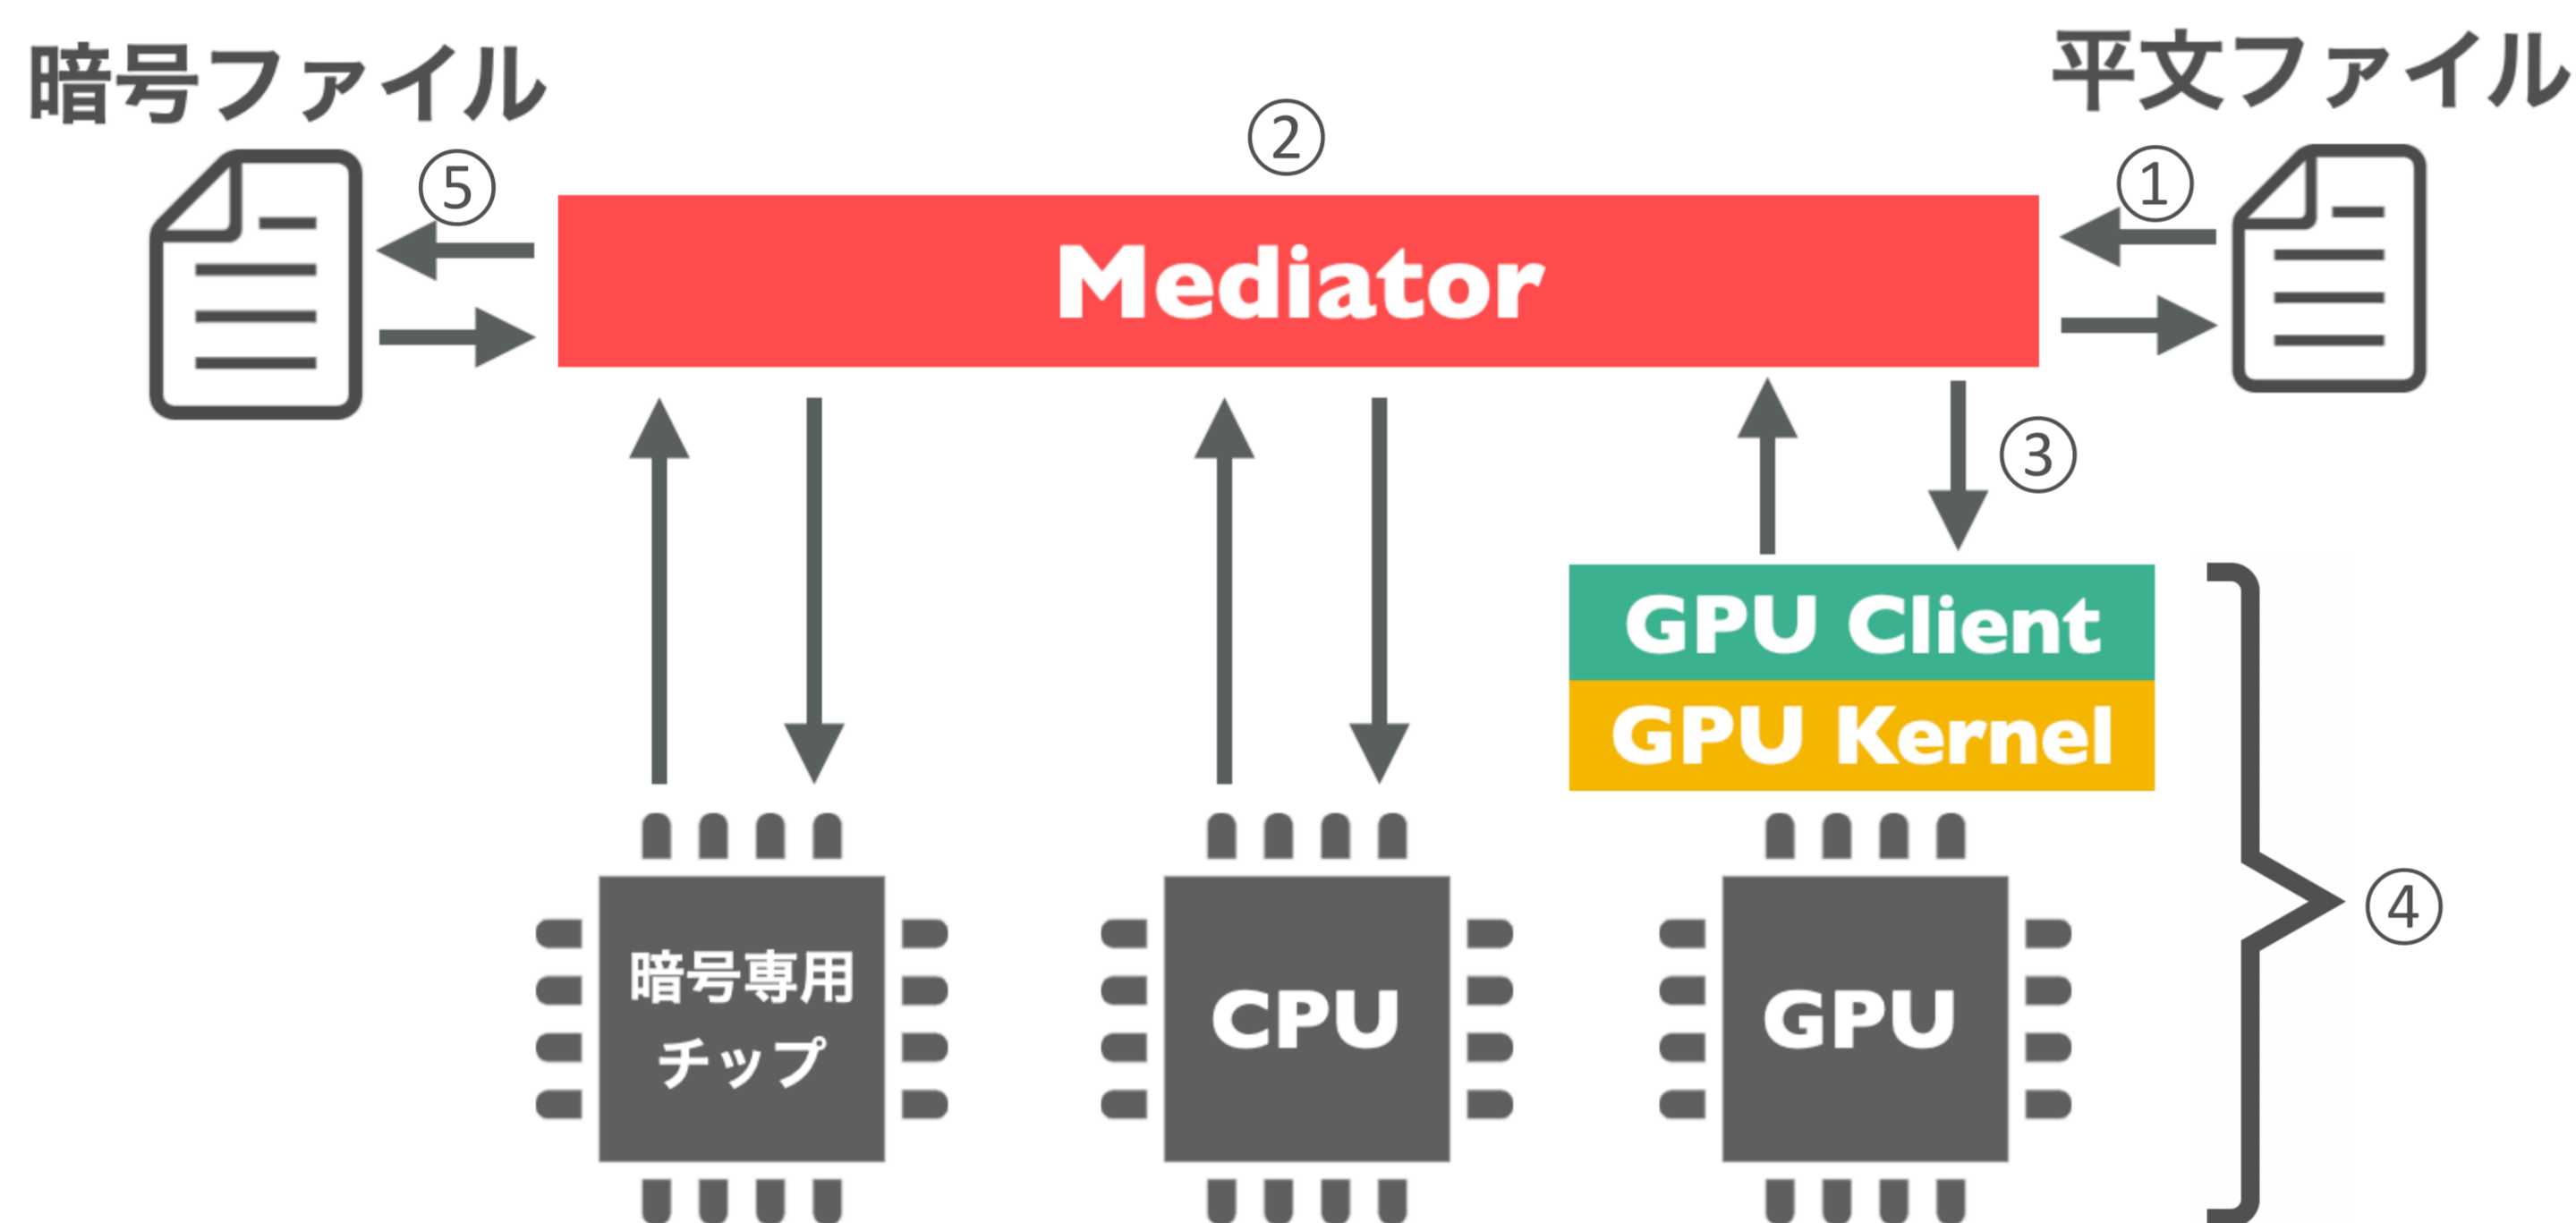 暗号ファイル
平文ファイル
②
⑤
①
Mediator
③
GPU Client
GPU Kernel
④
暗号専用
チップ
CPU
GPU